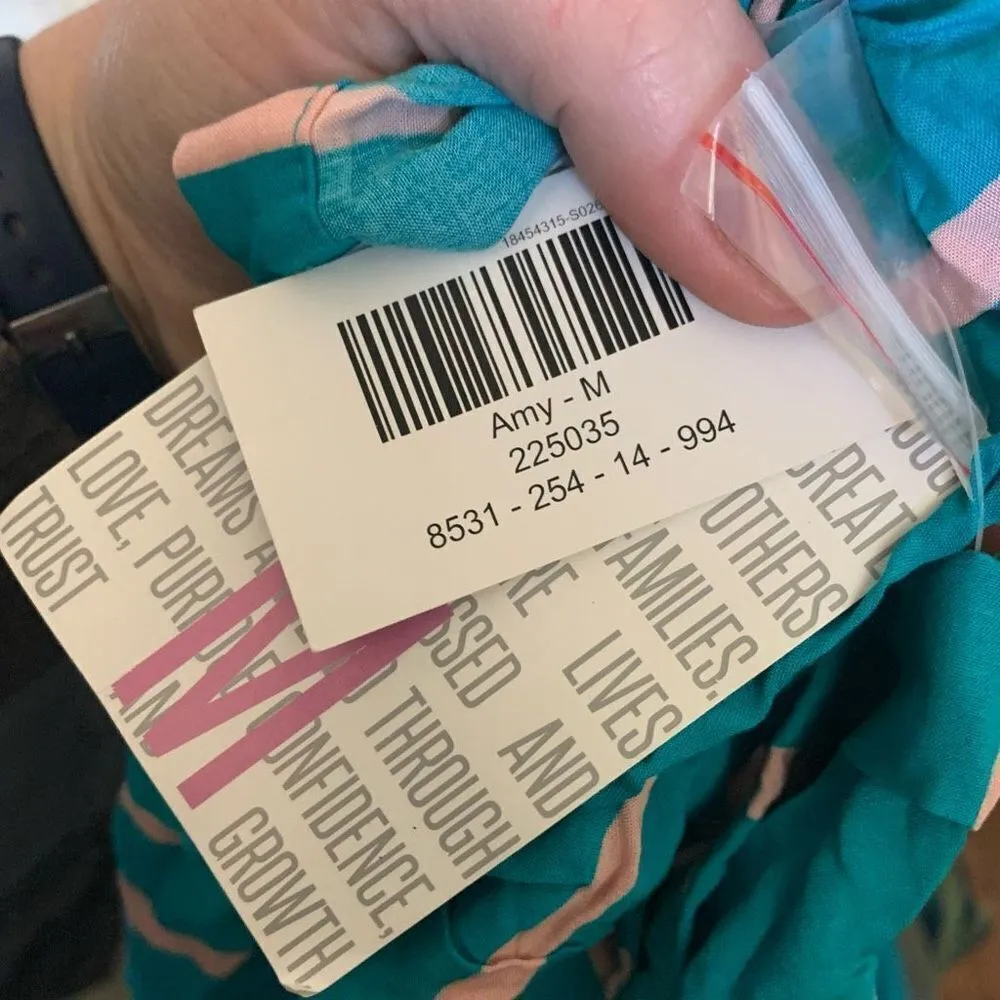 18454315-S026
Amy - M
225035
8531 - 254 - 14 - 994
OTHERS
FAMILIES.
LIVES
AND
DREAMS THROUGH
LOVE, CONFIDENCE,
TRUST GROWTH
M